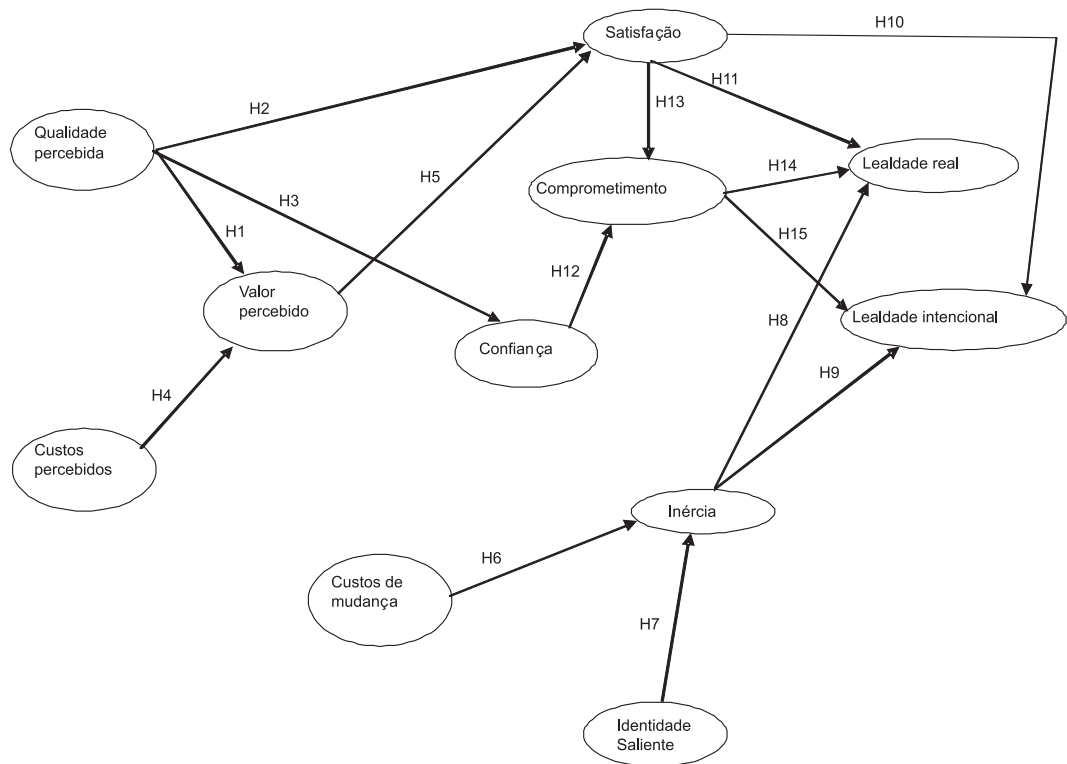 Satisfação
H10
H11
H2
H13
Qualidade
percebida
H14
Lealdade real
H5
Comprometimento
H3
H1
H15
H12
Valor
percebido
H8
Lealdade intencional
Confiança
H9
H4
Custos
percebidos
Inércia
H6
Custos de
mudança
H7
Identidade
Saliente